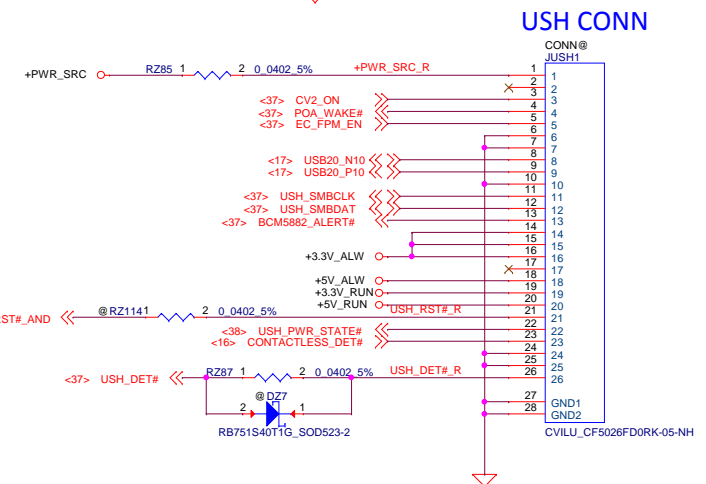 USH CONN
CONN@
JUSH1
+PWR_SRC RZ85 1 2 0_0402_5% +PWR_SRC_R 1 1
2 2
<37> CV2_ON 3 3
<37> POA_WAKE# 4 4
<37> EC_FPM_EN 5 5
6 6
7 7
<17> USB20_N10 8 8
<17> USB20_P10 9 9
10 10
<37> USH_SMBCLK 11 11
<37> USH_SMBDAT 12 12
<37> BCM5882_ALERT# 13 13
14 14
15 15
+3.3V_ALW 16 16
17 17
+5V_ALW 18 18
+3.3V_RUN 19 19
+5V_RUN 20 20
ST#_AND @RZ114 1 2 0_0402_5% USH_RST#_R 21 21
<38> USH_PWR_STATE# 22 22
<16> CONTACTLESS_DET# 23 23
24 24
25 25
<37> USH_DET# RZ87 1 2 0_0402_5% USH_DET#_R 26 26
@DZ7
2 1
RB751S40T1G_SOD523-2
27 GND1
28 GND2
CVILU_CF5026FD0RK-05-NH